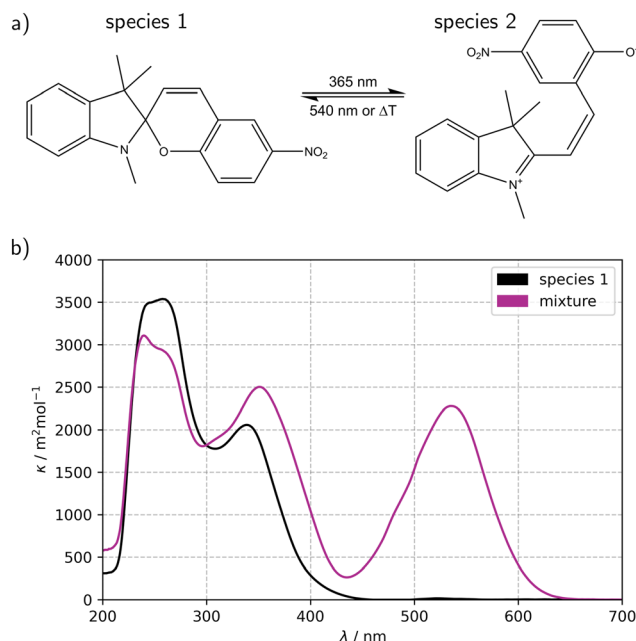 a)
species 1
species 2
N
O
NO₂
365 nm
540 nm or ΔT
O₂N
O⁻
N⁺
b)
4000
3500
3000
2500
2000
1500
1000
500
0
κ / m²mol⁻¹
species 1
mixture
200
300
400
500
600
700
λ / nm